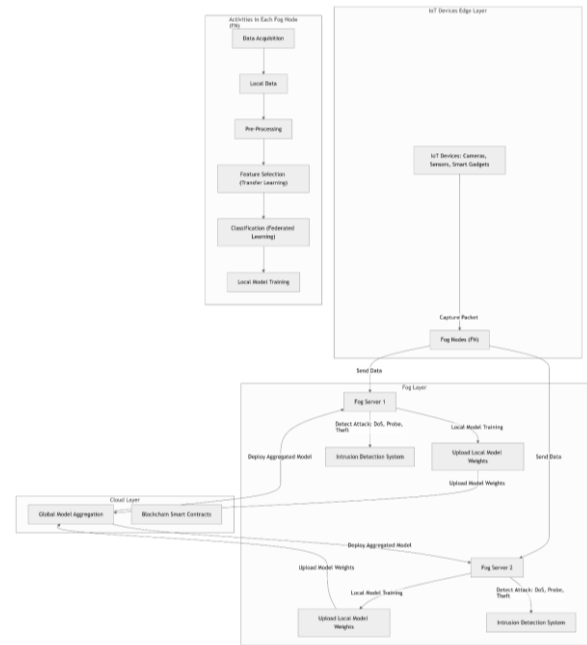 Activities in Each Fog Node
(FN)
Data Acquisition
Local Data
Pre-Processing
Feature Selection
(Transfer Learning)
Classification (Federated
Learning)
Local Model Training
IoT Devices Edge Layer
IoT Devices: Cameras,
Sensors, Smart Gadgets
Capture Packet
Fog Nodes (FN)
Send Data
Fog Layer
Fog Server 1
Detect Attack: DoS, Probe,
Theft
Local Model Training
Deploy Aggregated Model
Intrusion Detection System
Upload Local Model
Weights
Send Data
Upload Model Weights
Cloud Layer
Global Model Aggregation
Blockchain Smart Contracts
Deploy Aggregated Model
Upload Model Weights
Fog Server 2
Local Model Training
Detect Attack: DoS, Probe,
Theft
Upload Local Model
Weights
Intrusion Detection System